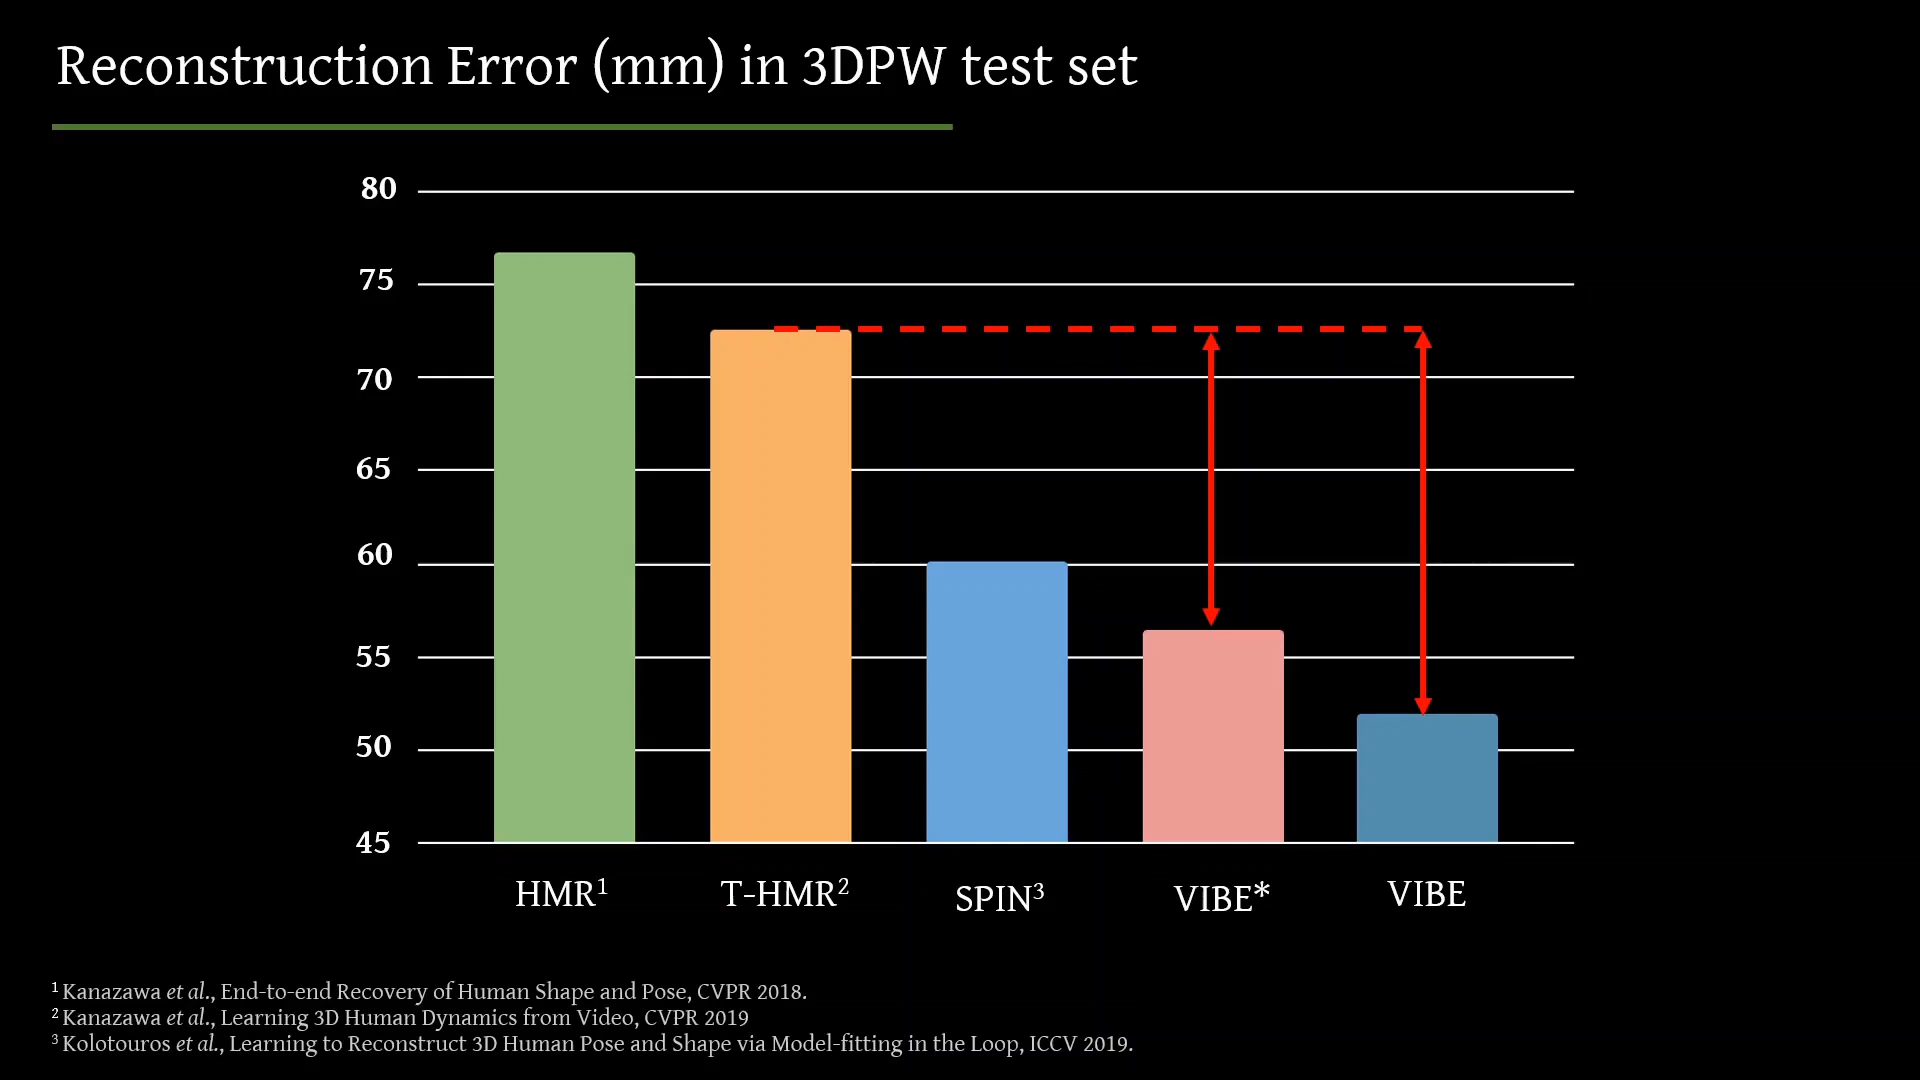 Reconstruction Error (mm) in 3DPW test set
80
75
70
65
60
55
50
45
HMR¹
T-HMR²
SPIN³
VIBE*
VIBE
¹ Kanazawa et al., End-to-end Recovery of Human Shape and Pose, CVPR 2018.
² Kanazawa et al., Learning 3D Human Dynamics from Video, CVPR 2019
³ Kolotouros et al., Learning to Reconstruct 3D Human Pose and Shape via Model-fitting in the Loop, ICCV 2019.